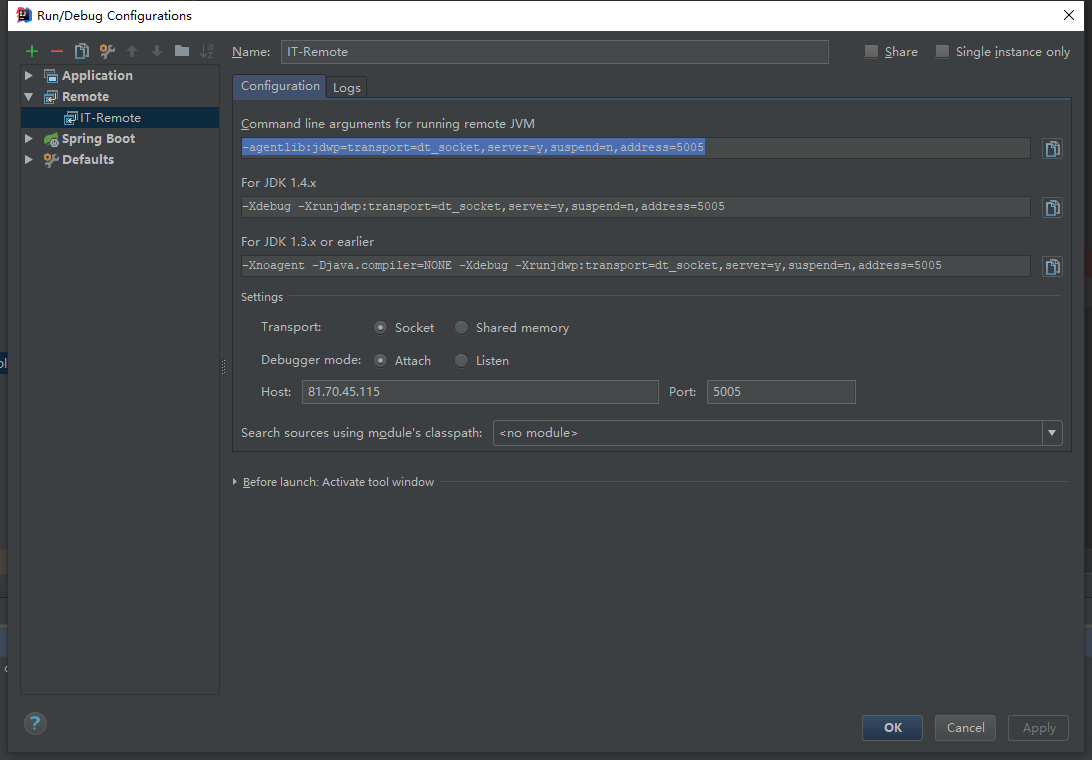 Run/Debug Configurations
Name: IT-Remote
Share
Single instance only
Application
Remote
IT-Remote
Spring Boot
Defaults
Configuration
Logs
Command line arguments for running remote JVM
-agentlib:jdwp=transport=dt_socket,server=y,suspend=n,address=5005
For JDK 1.4.x
-Xdebug -Xrunjdwp:transport=dt_socket,server=y,suspend=n,address=5005
For JDK 1.3.x or earlier
-Xnoagent -Djava.compiler=NONE -Xdebug -Xrunjdwp:transport=dt_socket,server=y,suspend=n,address=5005
Settings
Transport: Socket Shared memory
Debugger mode: Attach Listen
Host: 81.70.45.115 Port: 5005
Search sources using module's classpath: <no module>
Before launch: Activate tool window
?
OK Cancel Apply